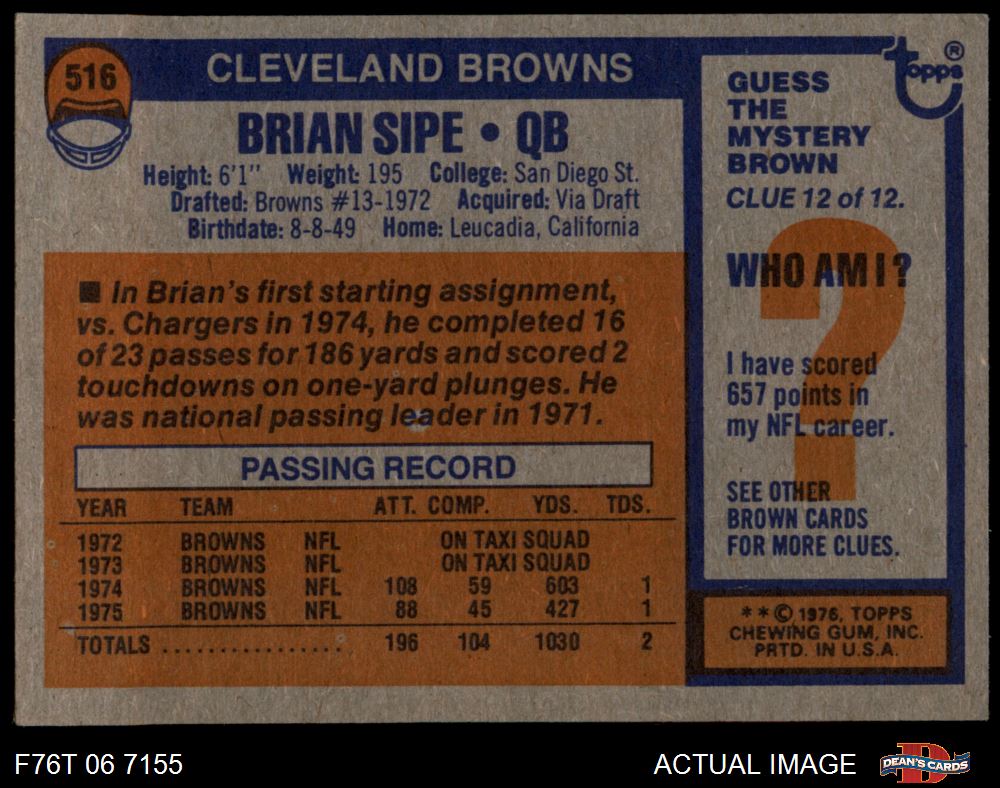 516
CLEVELAND BROWNS
BRIAN SIPE • QB
Height: 6'1" Weight: 195 College: San Diego St.
Drafted: Browns #13-1972 Acquired: Via Draft
Birthdate: 8-8-49 Home: Leucadia, California
■ In Brian's first starting assignment,
vs. Chargers in 1974, he completed 16
of 23 passes for 186 yards and scored 2
touchdowns on one-yard plunges. He
was national passing leader in 1971.
PASSING RECORD
YEAR TEAM ATT. COMP. YDS. TDS.
1972 BROWNS NFL ON TAXI SQUAD
1973 BROWNS NFL ON TAXI SQUAD
1974 BROWNS NFL 108 59 603 1
1975 BROWNS NFL 88 45 427 1
TOTALS ................ 196 104 1030 2
topps®
GUESS
THE
MYSTERY
BROWN
CLUE 12 of 12.
?
WHO AM I?
I have scored
657 points in
my NFL career.
SEE OTHER
BROWN CARDS
FOR MORE CLUES.
* * © 1976, TOPPS
CHEWING GUM, INC.
PRTD. IN U.S.A.
F76T 06 7155
ACTUAL IMAGE
D
DEAN'S CARDS